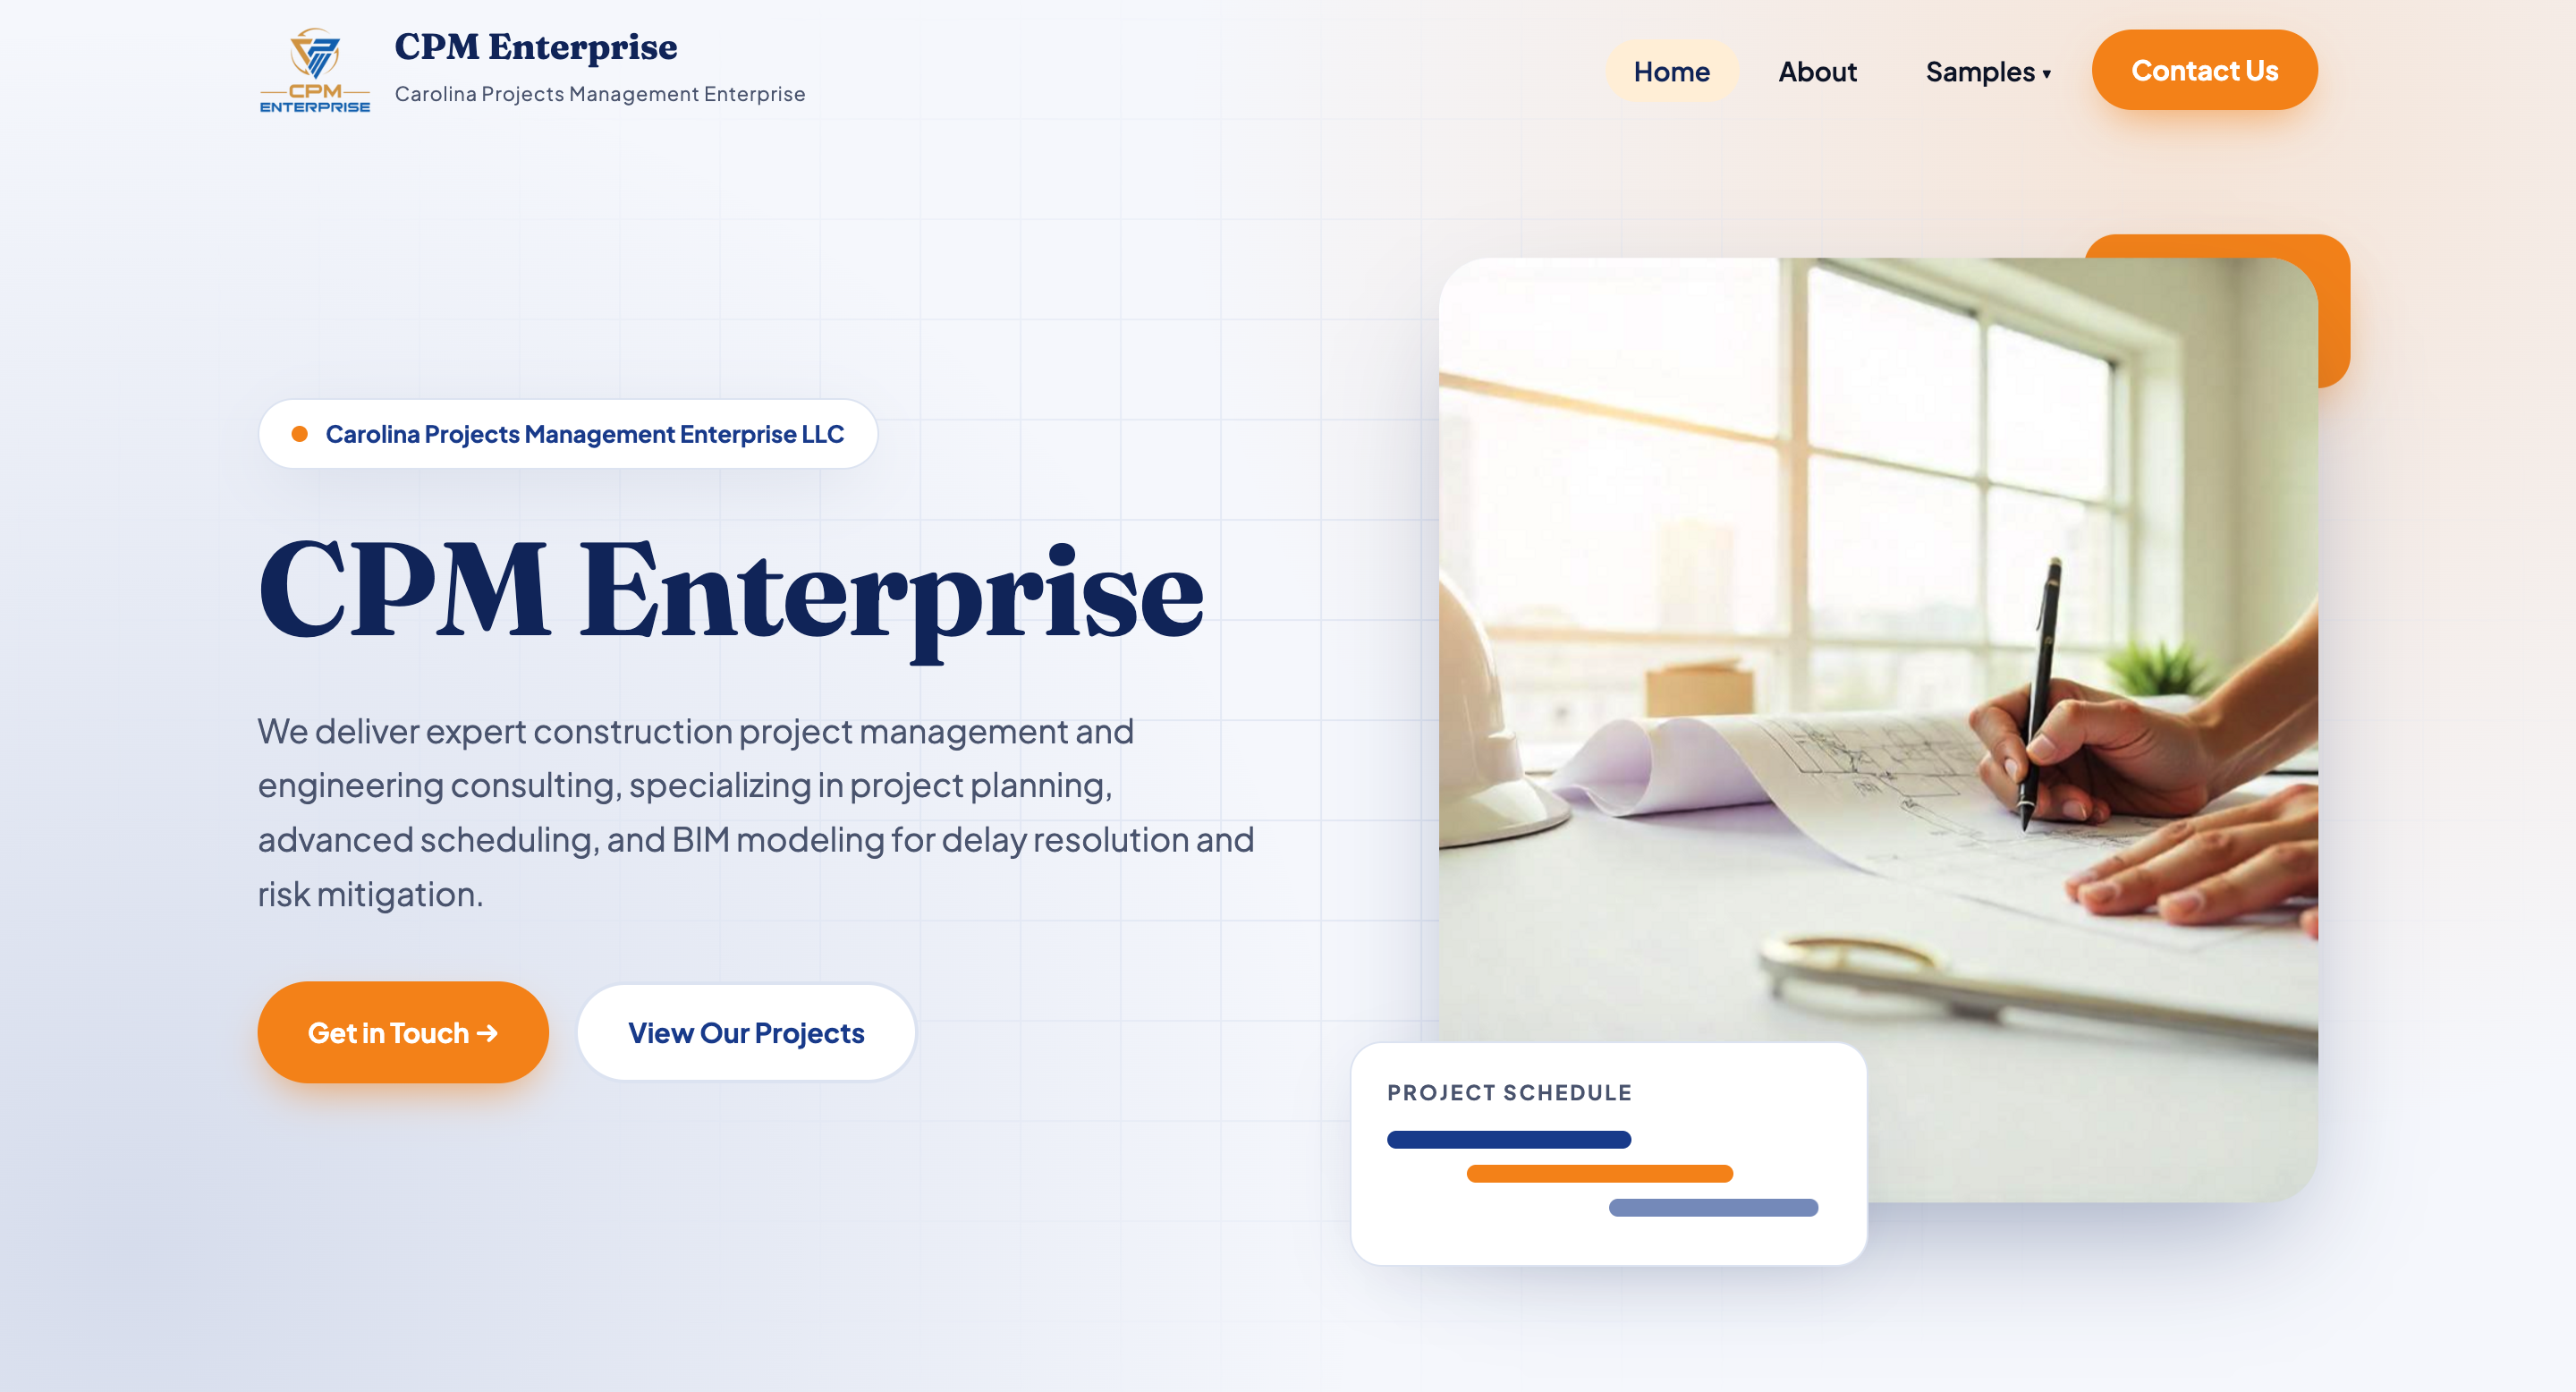 CPM
ENTERPRISE
CPM Enterprise
Carolina Projects Management Enterprise
Home
About
Samples ▾
Contact Us
Carolina Projects Management Enterprise LLC
CPM Enterprise
We deliver expert construction project management and
engineering consulting, specializing in project planning,
advanced scheduling, and BIM modeling for delay resolution and
risk mitigation.
Get in Touch →
View Our Projects
PROJECT SCHEDULE